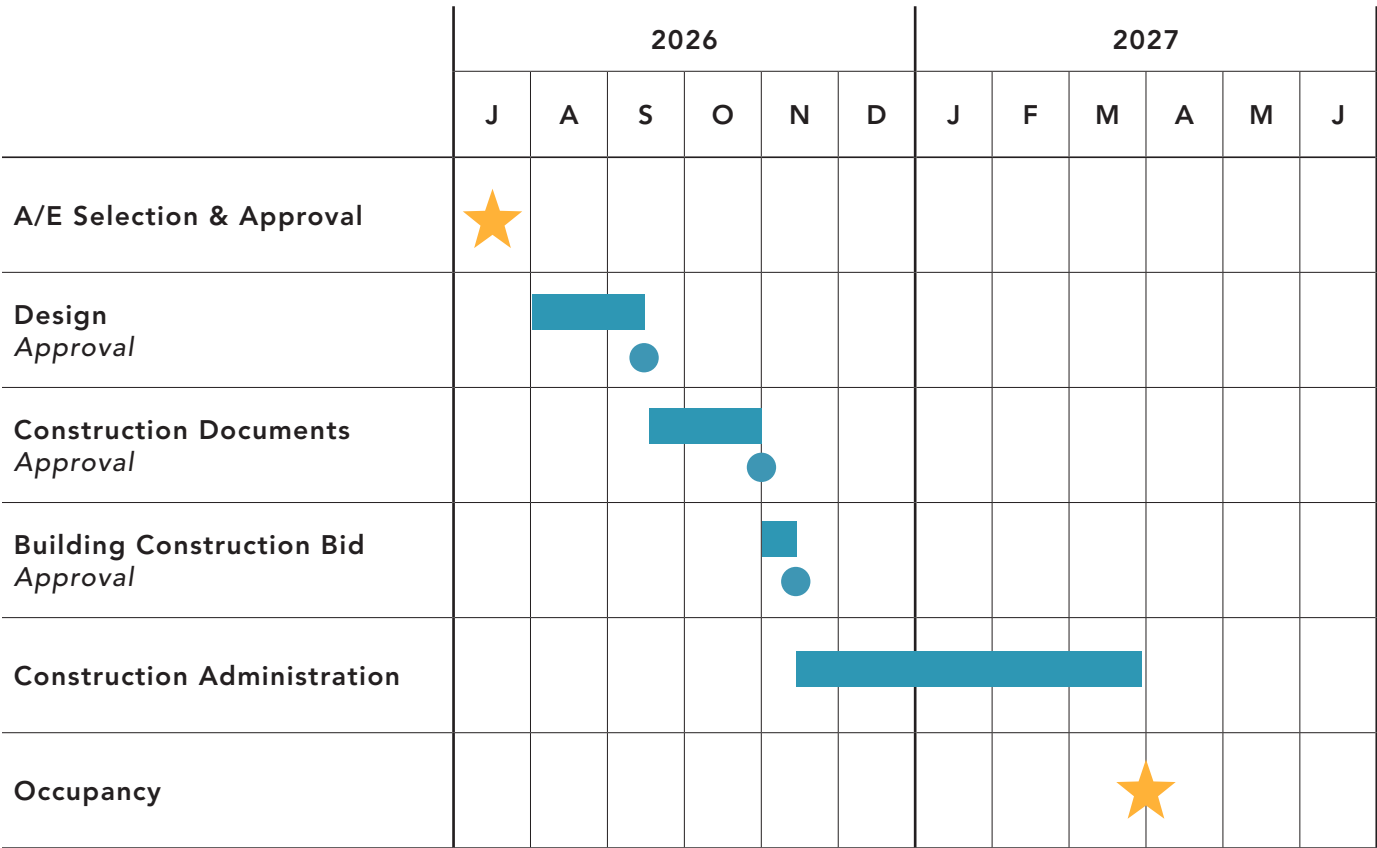 2026 2027
J A S O N D J F M A M J
A/E Selection & Approval
Design
Approval
Construction Documents
Approval
Building Construction Bid
Approval
Construction Administration
Occupancy